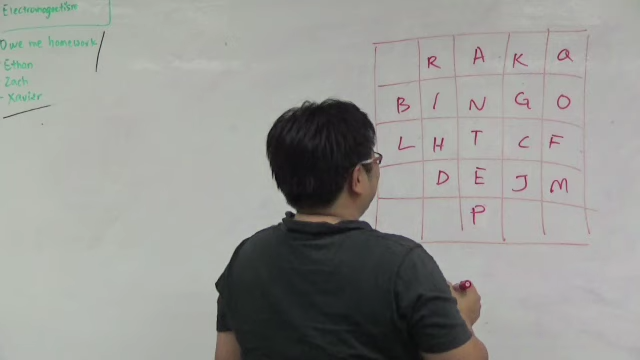 Electromagnetism
Owe me homework
- Ethan
- Zach
- Xavier
R A K Q
B I N G O
L H T C F
D E J M
P